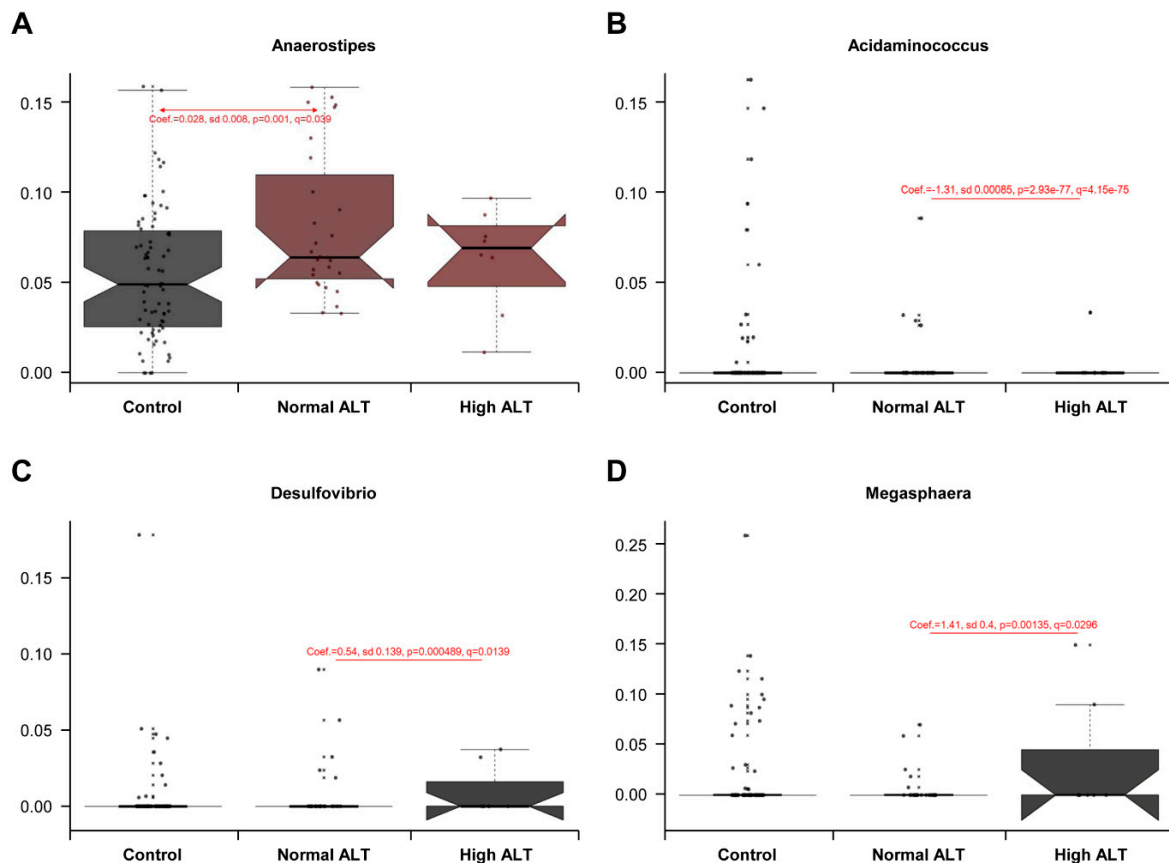 A
Anaerostipes
0.15
0.10
0.05
0.00
Coef.=0.028, sd 0.008, p=0.001, q=0.039
Control
Normal ALT
High ALT
B
Acidaminococcus
0.15
0.10
0.05
0.00
Coef.=-1.31, sd 0.00085, p=2.93e-77, q=4.15e-75
Control
Normal ALT
High ALT
C
Desulfovibrio
0.15
0.10
0.05
0.00
Coef.=0.54, sd 0.139, p=0.000489, q=0.0139
Control
Normal ALT
High ALT
D
Megasphaera
0.25
0.20
0.15
0.10
0.05
0.00
Coef.=1.41, sd 0.4, p=0.00135, q=0.0296
Control
Normal ALT
High ALT